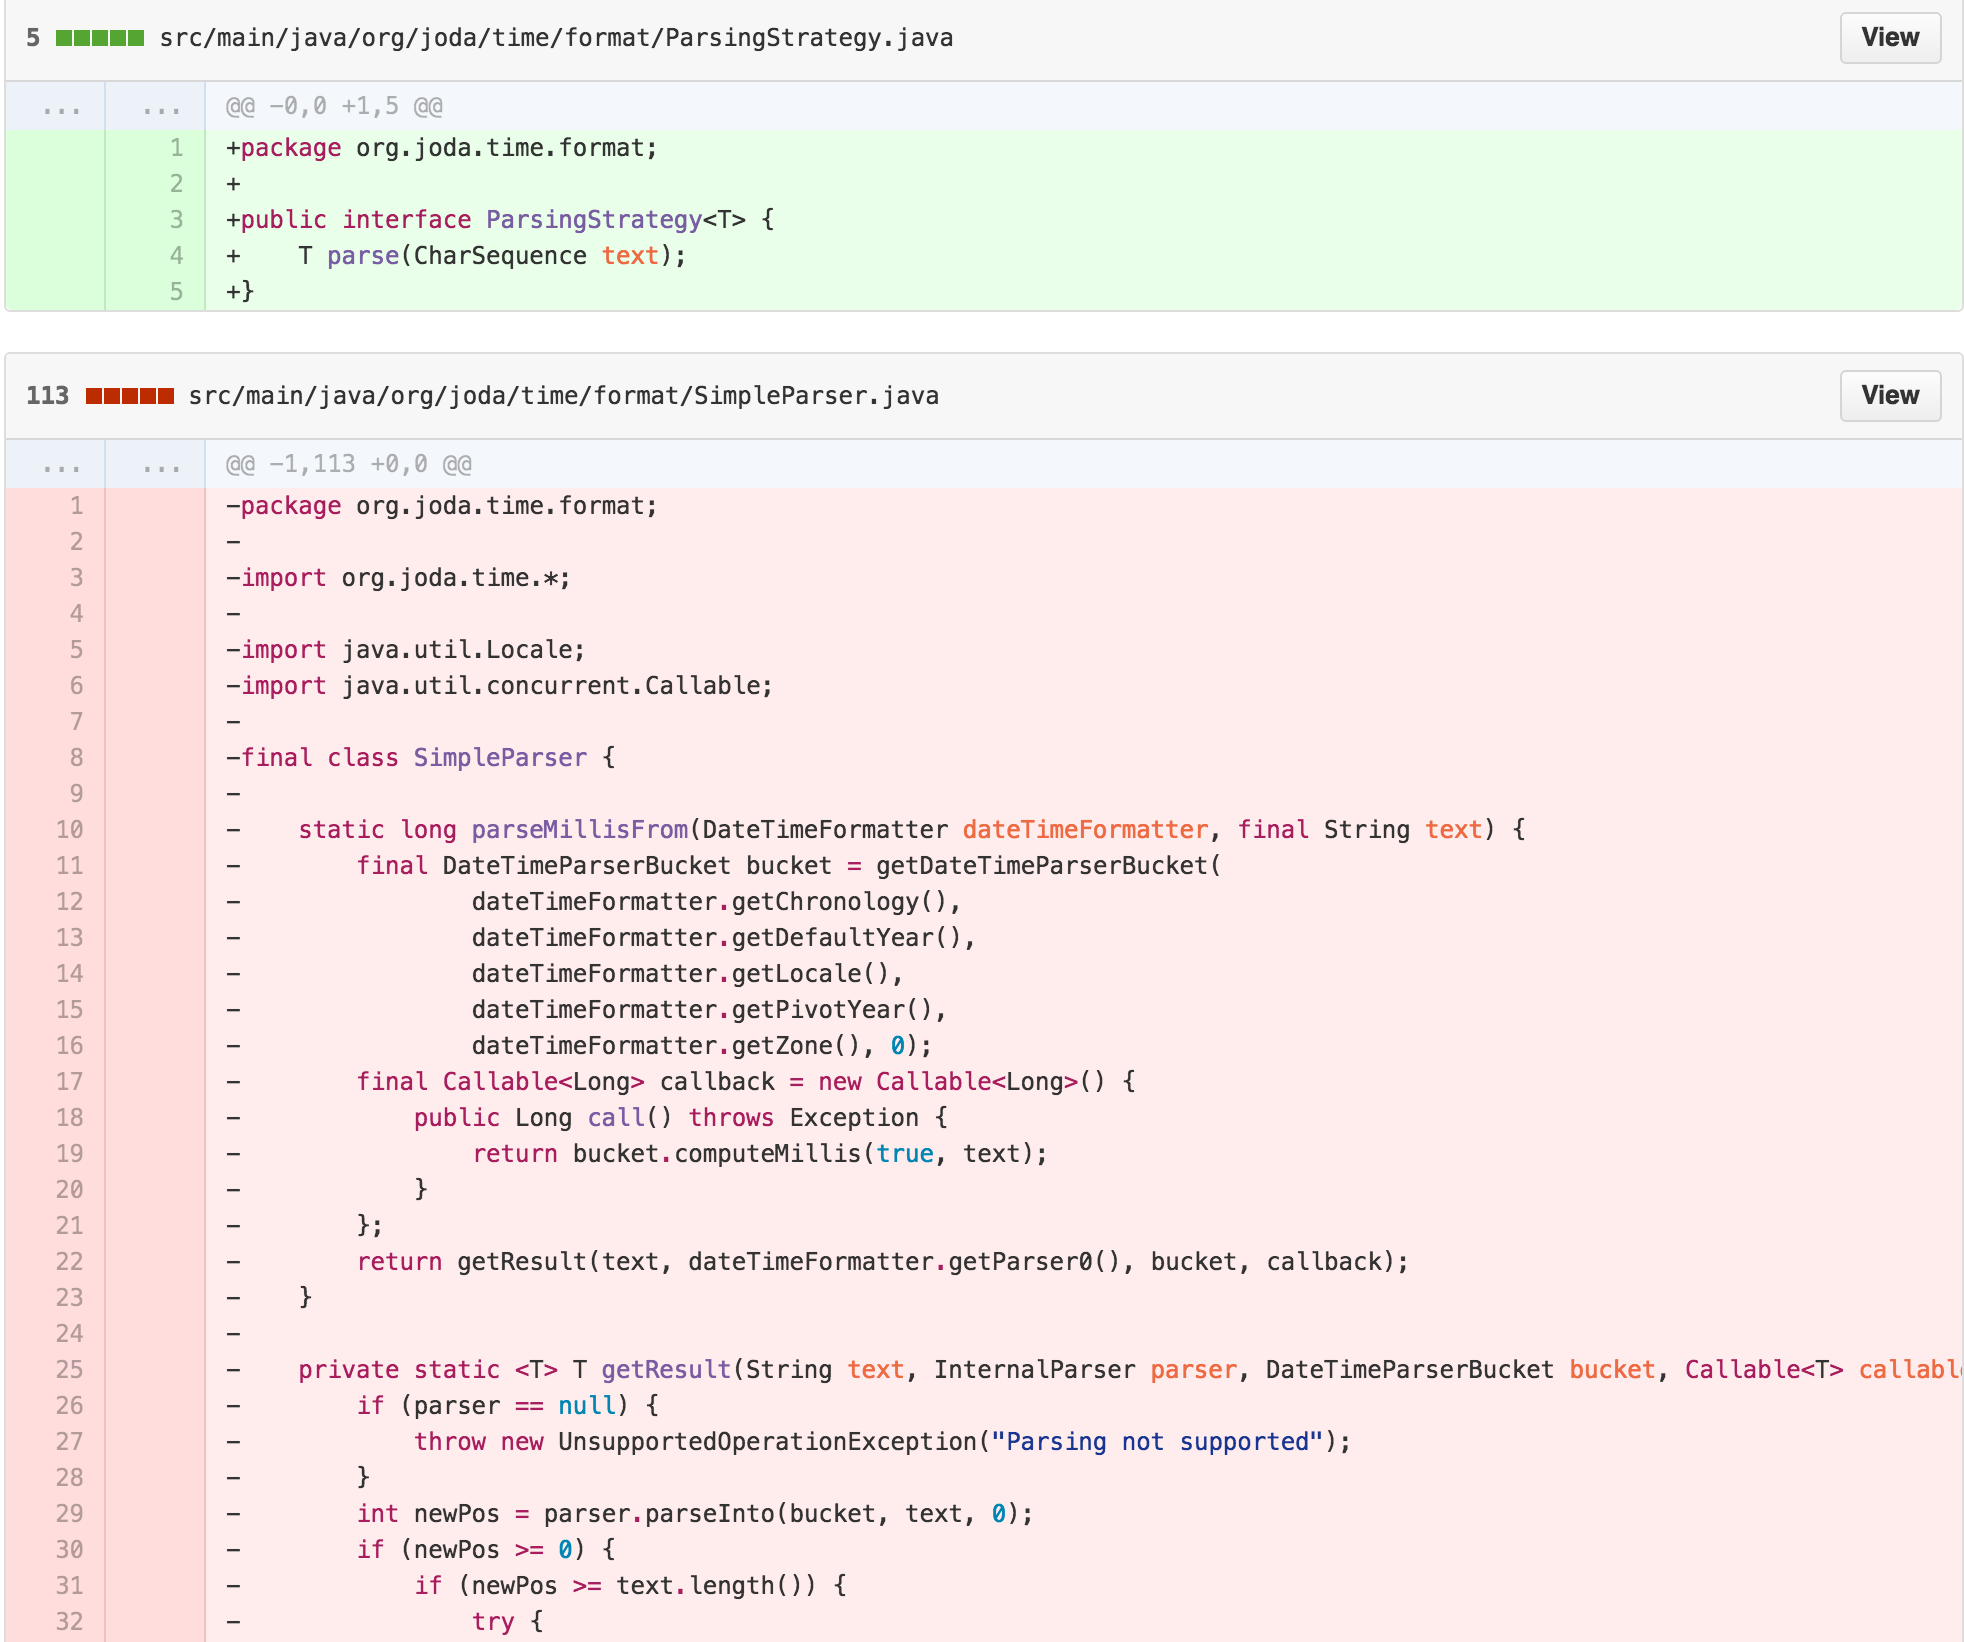 5 src/main/java/org/joda/time/format/ParsingStrategy.java View
... ... @@ -0,0 +1,5 @@
1 +package org.joda.time.format;
2 +
3 +public interface ParsingStrategy<T> {
4 +    T parse(CharSequence text);
5 +}
113 src/main/java/org/joda/time/format/SimpleParser.java View
... ... @@ -1,113 +0,0 @@
1 -package org.joda.time.format;
2 -
3 -import org.joda.time.*;
4 -
5 -import java.util.Locale;
6 -import java.util.concurrent.Callable;
7 -
8 -final class SimpleParser {
9 -
10 -    static long parseMillisFrom(DateTimeFormatter dateTimeFormatter, final String text) {
11 -        final DateTimeParserBucket bucket = getDateTimeParserBucket(
12 -                dateTimeFormatter.getChronology(),
13 -                dateTimeFormatter.getDefaultYear(),
14 -                dateTimeFormatter.getLocale(),
15 -                dateTimeFormatter.getPivotYear(),
16 -                dateTimeFormatter.getZone(), 0);
17 -        final Callable<Long> callback = new Callable<Long>() {
18 -            public Long call() throws Exception {
19 -                return bucket.computeMillis(true, text);
20 -            }
21 -        };
22 -        return getResult(text, dateTimeFormatter.getParser0(), bucket, callback);
23 -    }
24 -
25 -    private static <T> T getResult(String text, InternalParser parser, DateTimeParserBucket bucket, Callable<T> callabl
26 -        if (parser == null) {
27 -            throw new UnsupportedOperationException("Parsing not supported");
28 -        }
29 -        int newPos = parser.parseInto(bucket, text, 0);
30 -        if (newPos >= 0) {
31 -            if (newPos >= text.length()) {
32 -                try {